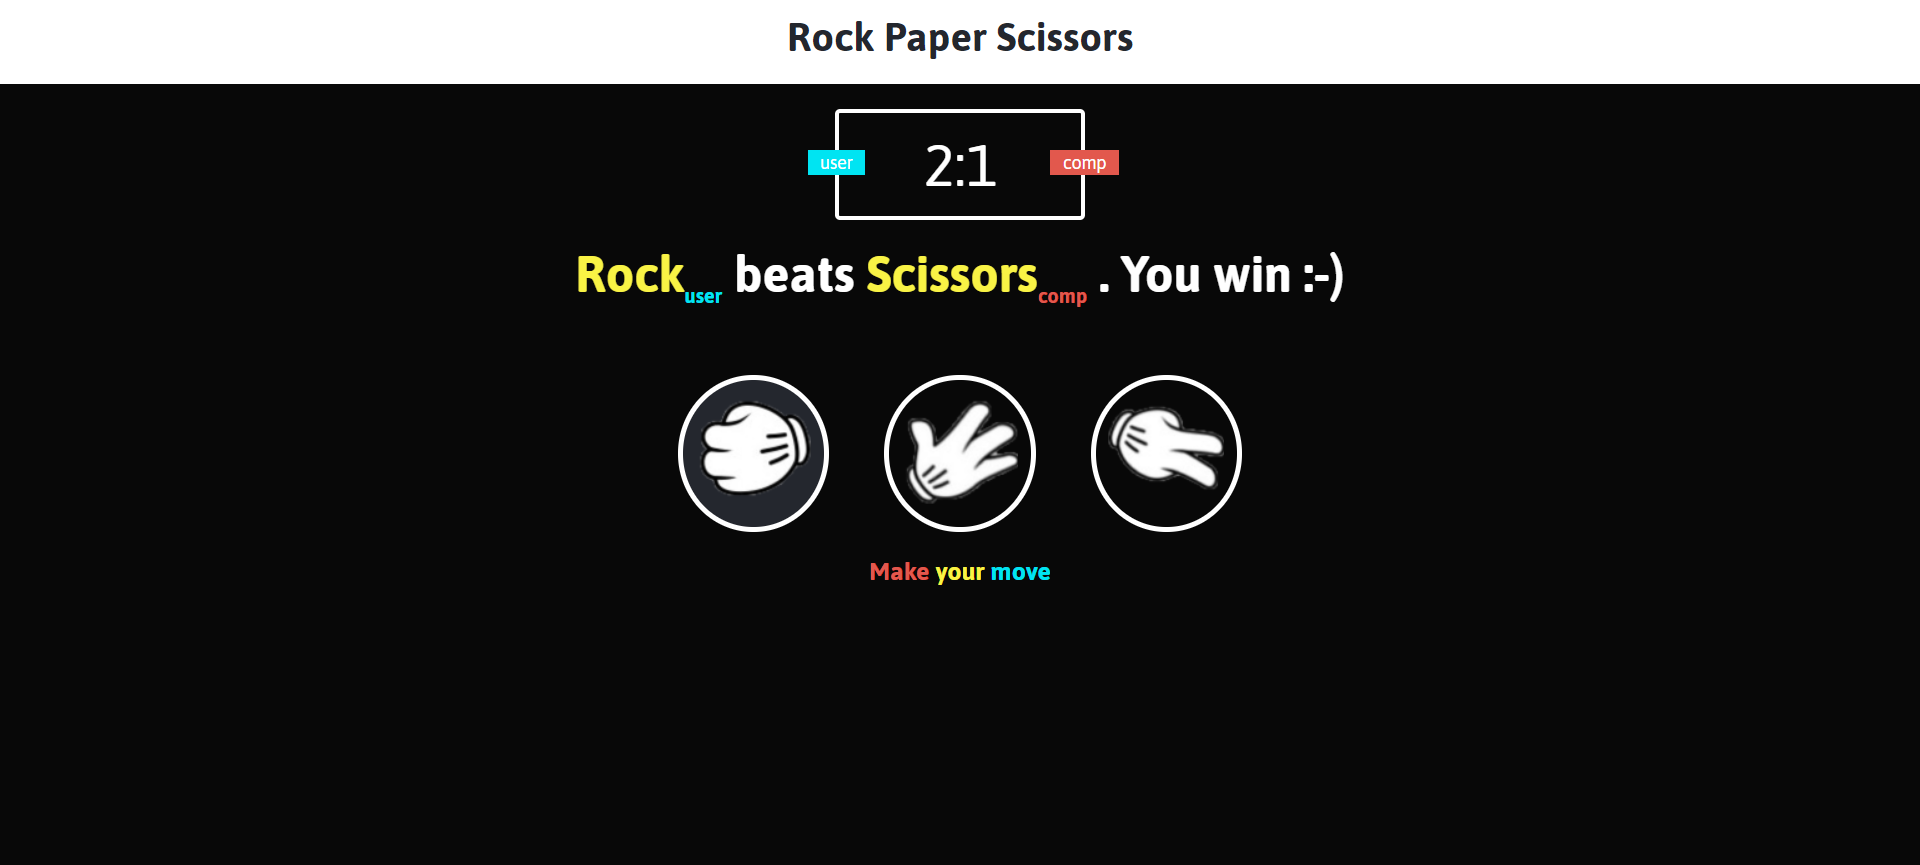 Rock Paper Scissors
user 2:1 comp
Rock user beats Scissors comp . You win :-)
Make your move